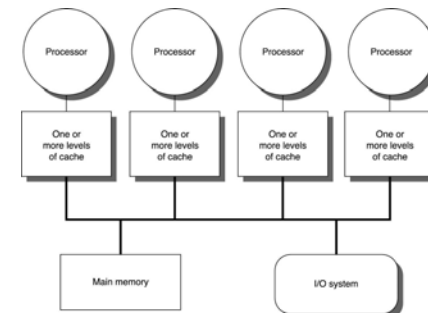 Processor
Processor
Processor
Processor
One or
more levels
of cache
One or
more levels
of cache
One or
more levels
of cache
One or
more levels
of cache
Main memory
I/O system